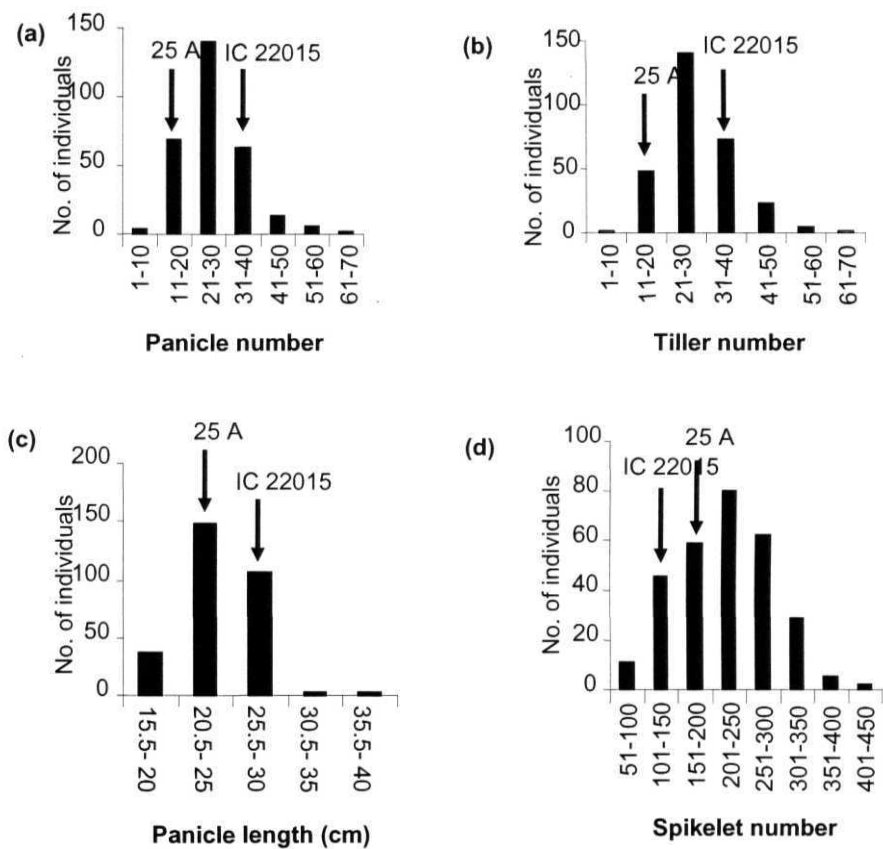 (a)
No. of individuals
150
100
50
0
25 A
IC 22015
1-10
11-20
21-30
31-40
41-50
51-60
61-70
Panicle number
(b)
No. of individuals
150
100
50
0
25 A
IC 22015
1-10
11-20
21-30
31-40
41-50
51-60
61-70
Tiller number
(c)
No. of individuals
200
150
100
50
0
25 A
IC 22015
15.5- 20
20.5- 25
25.5- 30
30.5- 35
35.5- 40
Panicle length (cm)
(d)
No. of individuals
100
80
60
40
20
0
25 A
IC 22015
51-100
101-150
151-200
201-250
251-300
301-350
351-400
401-450
Spikelet number